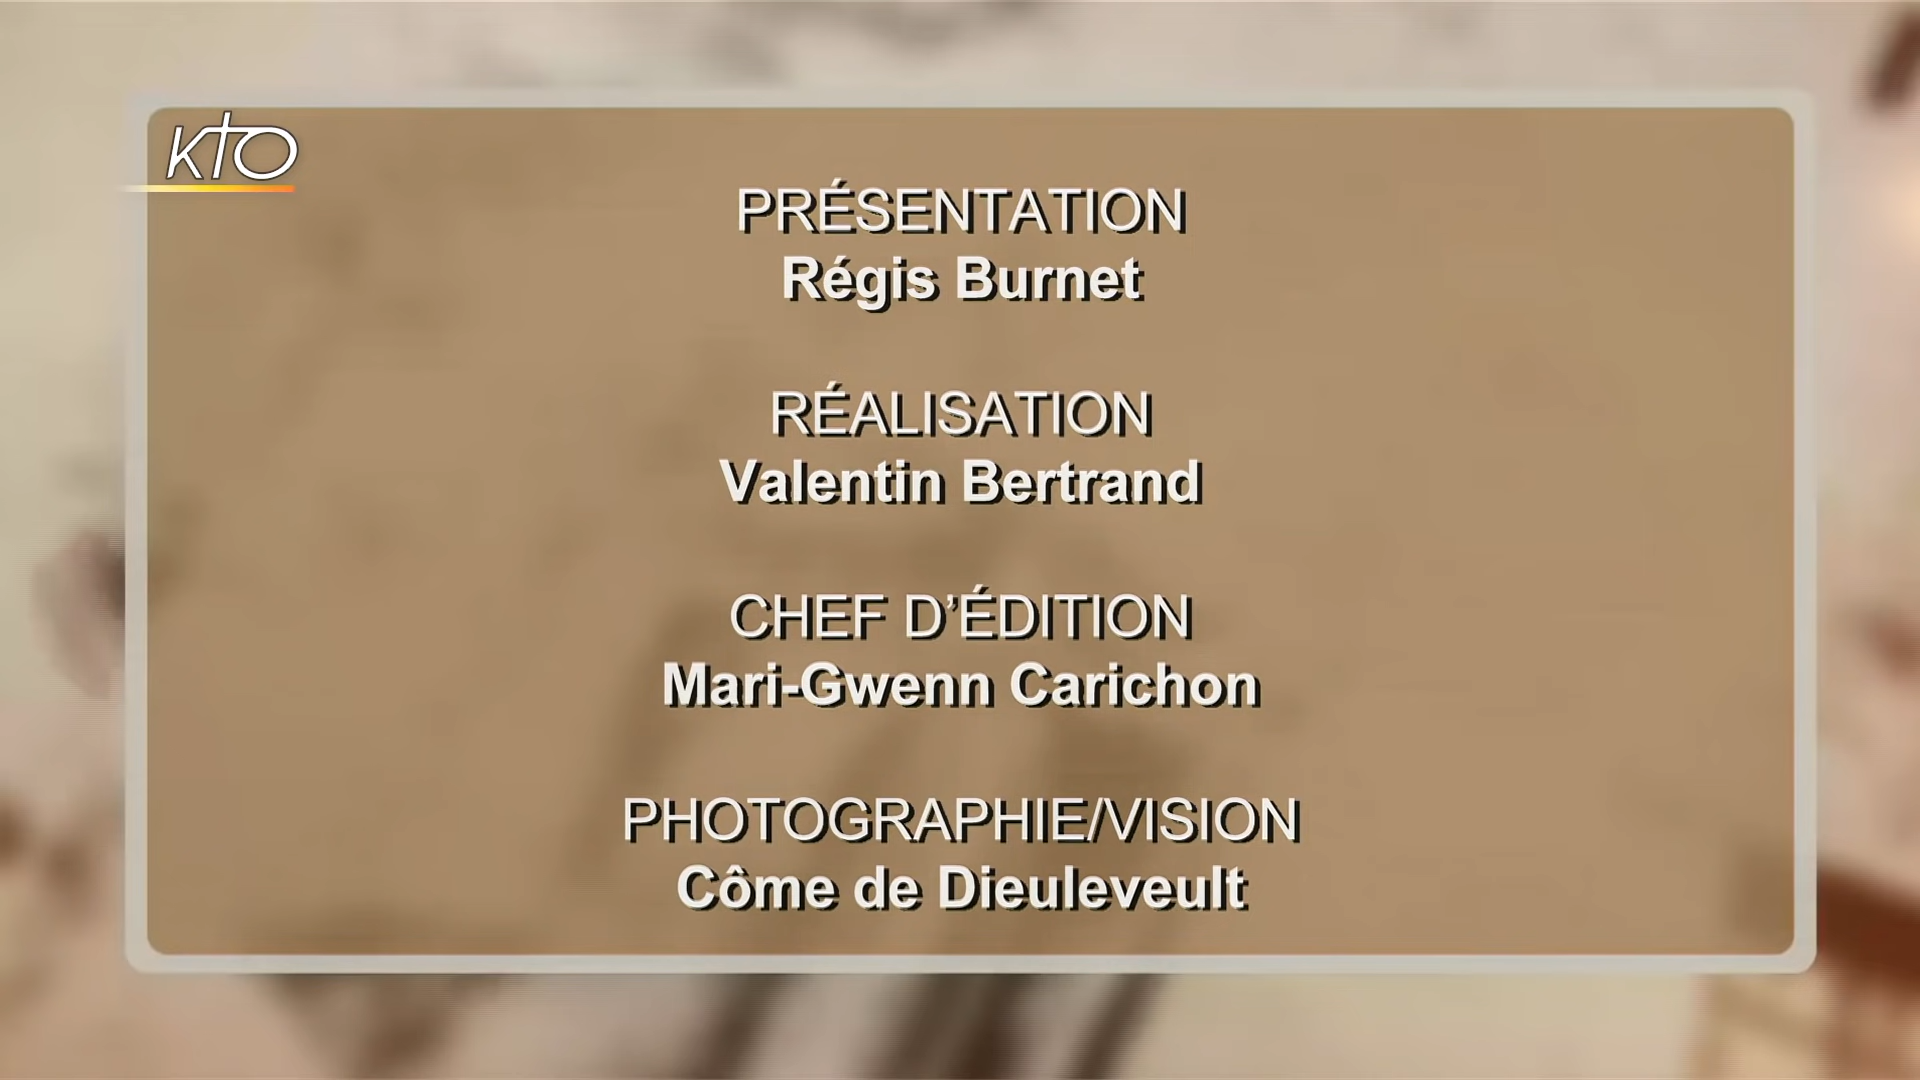 KTO
PRÉSENTATION
Régis Burnet
RÉALISATION
Valentin Bertrand
CHEF D’ÉDITION
Mari-Gwenn Carichon
PHOTOGRAPHIE/VISION
Côme de Dieuleveult